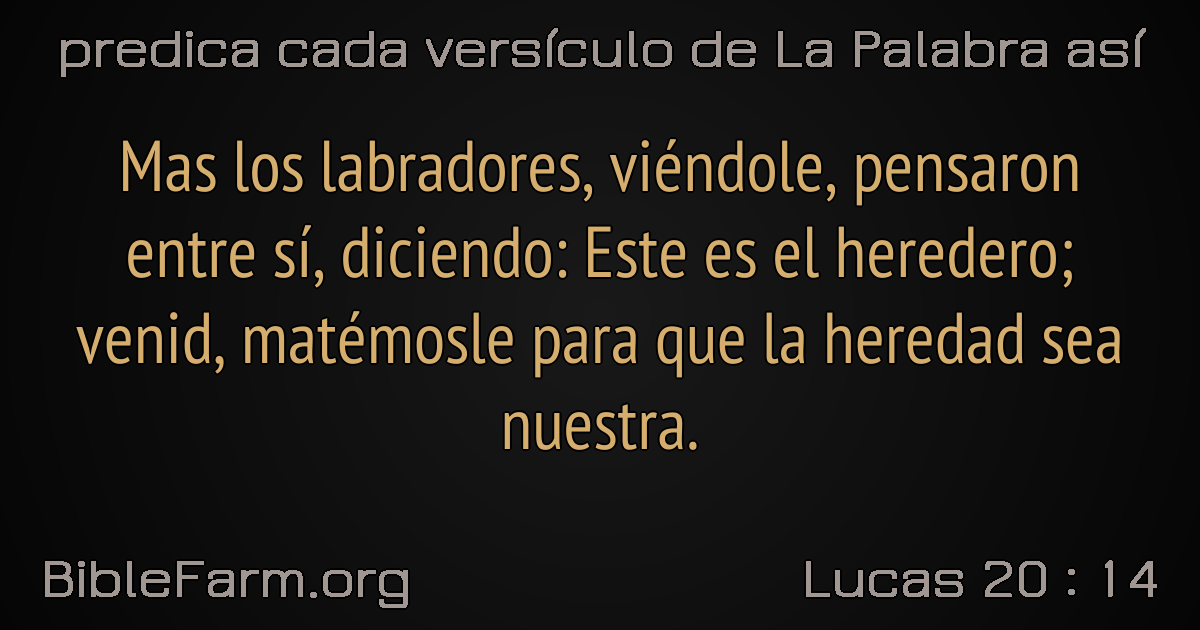 predica cada versículo de La Palabra así
Mas los labradores, viéndole, pensaron
entre sí, diciendo: Este es el heredero;
venid, matémosle para que la heredad sea
nuestra.
BibleFarm.org
Lucas 20 : 14